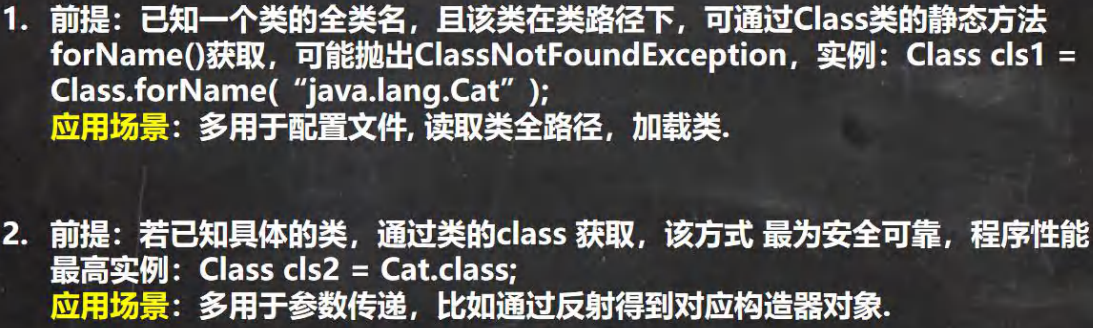 1. 前提：已知一个类的全类名，且该类在类路径下，可通过Class类的静态方法
forName()获取，可能抛出ClassNotFoundException，实例：Class cls1 =
Class.forName(“java.lang.Cat”);
应用场景：多用于配置文件, 读取类全路径，加载类.
2. 前提：若已知具体的类，通过类的class 获取，该方式 最为安全可靠，程序性能
最高实例：Class cls2 = Cat.class;
应用场景：多用于参数传递，比如通过反射得到对应构造器对象.